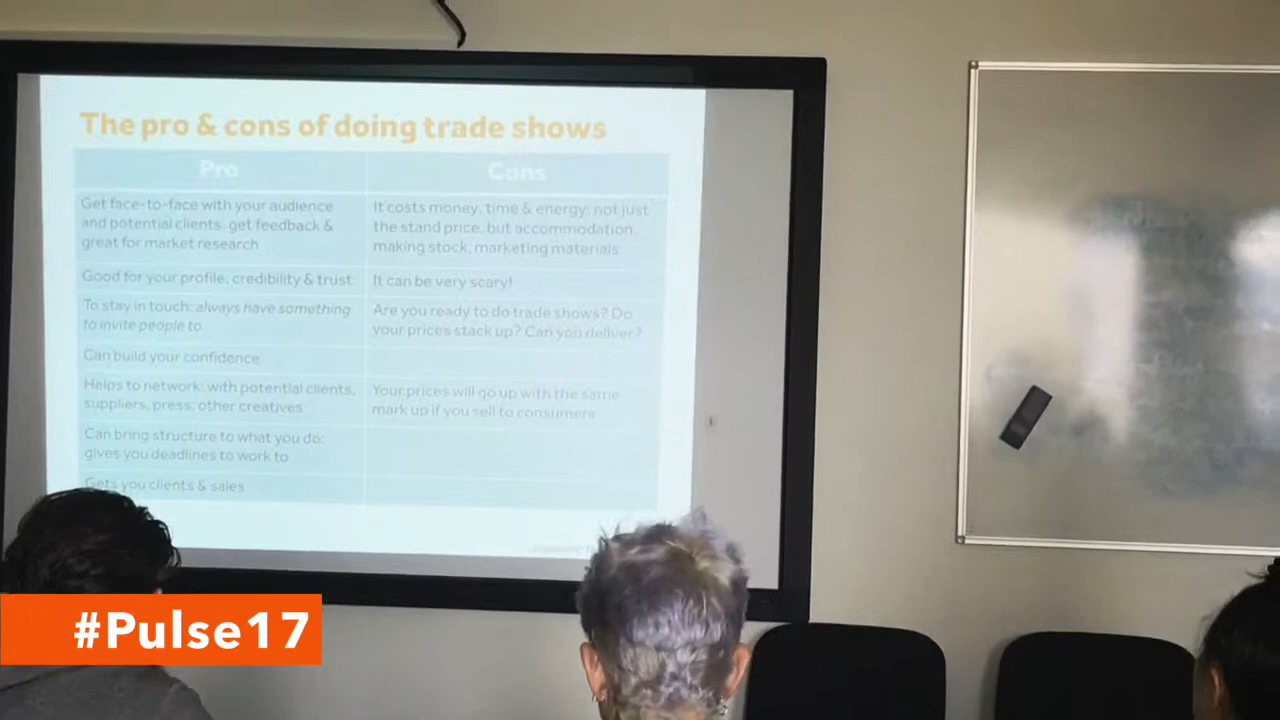 The pro & cons of doing trade shows
Pro
Cons
Get face-to-face with your audience
and potential clients, get feedback &
great for market research
It costs money, time & energy: not just
the stand price, but accommodation,
making stock, marketing materials
Good for your profile, credibility & trust
It can be very scary!
To stay in touch: always have something
to invite people to
Are you ready to do trade shows? Do
your prices stack up? Can you deliver?
Can build your confidence
Helps to network: with potential clients,
suppliers, press, other creatives
Your prices will go up with the same
mark up if you sell to consumers
Can bring structure to what you do:
gives you deadlines to work to
Gets you clients & sales
#Pulse17